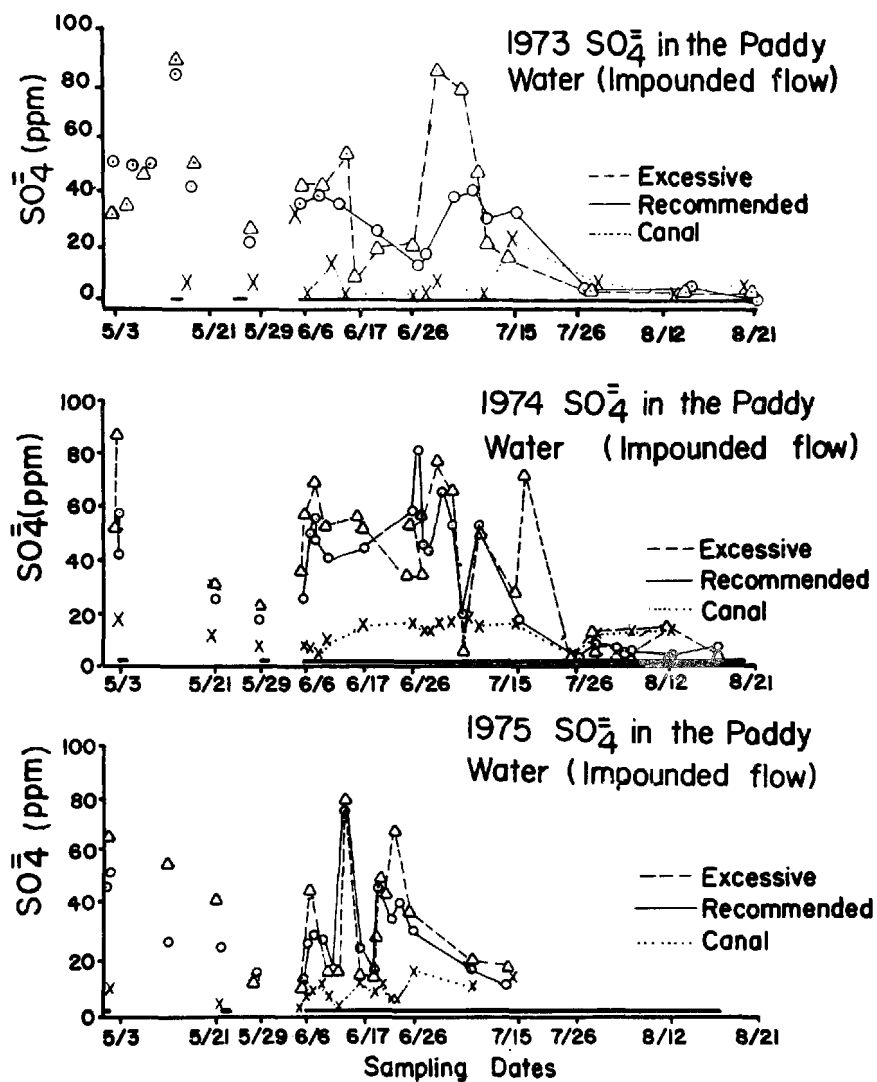 1973 SO₄⁼ in the Paddy
Water (Impounded flow)
SO₄⁼ (ppm)
100
80
60
40
20
0
Excessive
Recommended
Canal
5/3 5/21 5/29 6/6 6/17 6/26 7/15 7/26 8/12 8/21
1974 SO₄⁼ in the Paddy
Water (Impounded flow)
SO₄⁼ (ppm)
100
80
60
40
20
0
Excessive
Recommended
Canal
5/3 5/21 5/29 6/6 6/17 6/26 7/15 7/26 8/12 8/21
1975 SO₄⁼ in the Paddy
Water (Impounded flow)
SO₄⁼ (ppm)
100
80
60
40
20
0
Excessive
Recommended
Canal
5/3 5/21 5/29 6/6 6/17 6/26 7/15 7/26 8/12 8/21
Sampling Dates